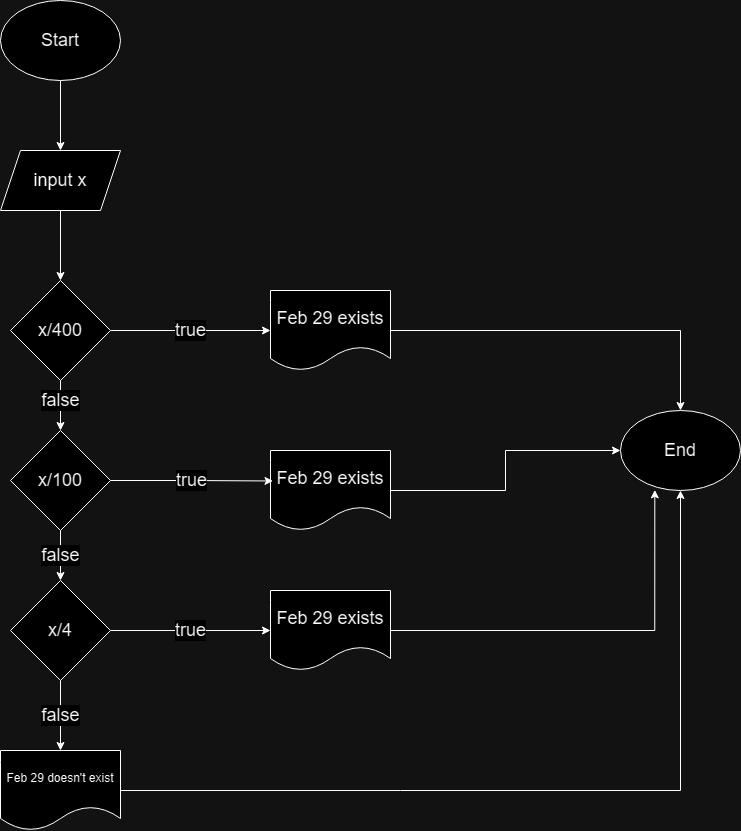 Start
input x
x/400
true
Feb 29 exists
false
x/100
true
Feb 29 exists
End
false
x/4
true
Feb 29 exists
false
Feb 29 doesn't exist